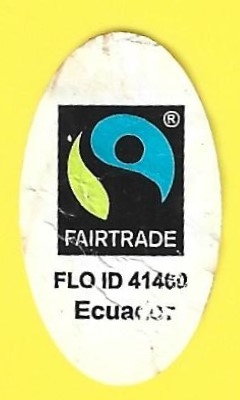 ®
FAIRTRADE
FLO ID 41460
Ecuador